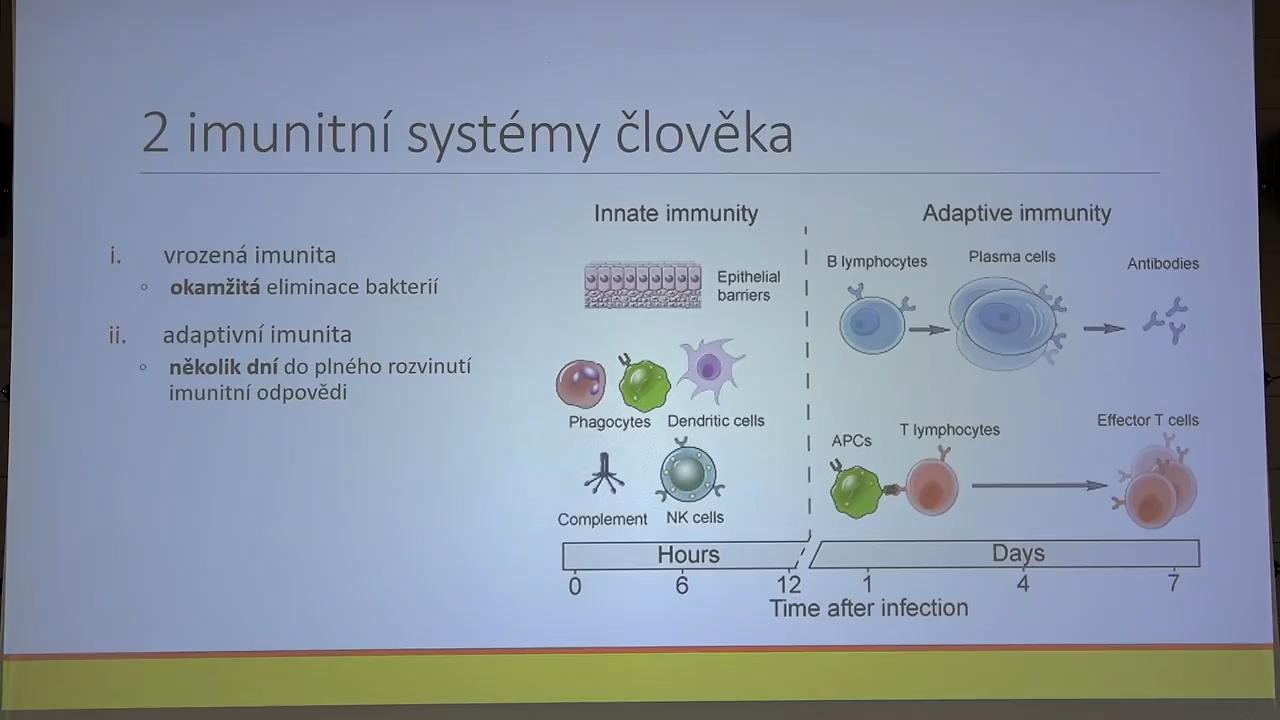 2 imunitní systémy člověka
i. vrozená imunita
◦ okamžitá eliminace bakterií
ii. adaptivní imunita
◦ několik dní do plného rozvinutí
imunitní odpovědi
Innate immunity
Epithelial
barriers
Phagocytes
Dendritic cells
Complement
NK cells
Adaptive immunity
B lymphocytes
Plasma cells
Antibodies
APCs
T lymphocytes
Effector T cells
Hours
Days
0 6 12 1 4 7
Time after infection